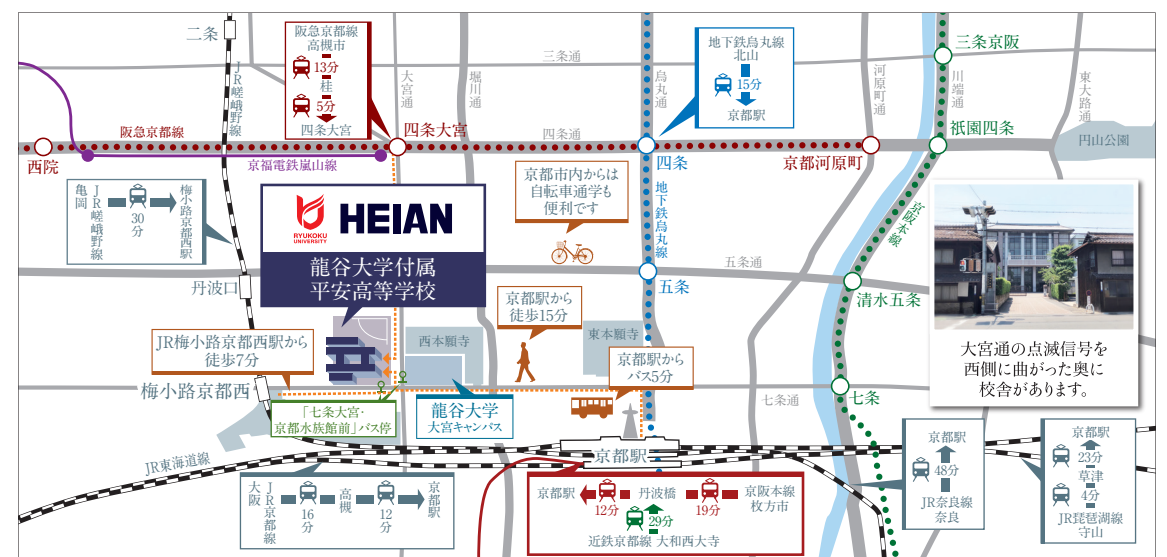 二条
JR嵯峨野線
阪急京都線
高槻市
13分
桂
5分
四条大宮
大宮通
堀川通
三条通
烏丸通
地下鉄烏丸線
北山
15分
京都駅
河原町通
川端通
三条京阪
東大路通
円山公園
阪急京都線
西院
京福電鉄嵐山線
四条大宮
四条通
四条
京都河原町
祇園四条
亀岡
JR嵯峨野線
30分
梅小路京都西駅
RYUKOKU
UNIVERSITY
HEIAN
龍谷大学付属
平安高等学校
京都市内からは
自転車通学も
便利です
地下鉄烏丸線
京阪本線
丹波口
五条
五条通
清水五条
大宮通の点滅信号を
西側に曲がった奥に
校舎があります。
JR梅小路京都西駅から
徒歩7分
西本願寺
京都駅から
徒歩15分
東本願寺
京都駅から
バス5分
梅小路京都西
「七条大宮・
京都水族館前」バス停
龍谷大学
大宮キャンパス
七条通
七条
JR東海道線
京都駅
大阪
JR京都線
16分
高槻
12分
京都駅
京都駅
12分
丹波橋
19分
京阪本線
枚方市
29分
近鉄京都線 大和西大寺
京都駅
48分
JR奈良線
奈良
京都駅
23分
草津
4分
JR琵琶湖線
守山